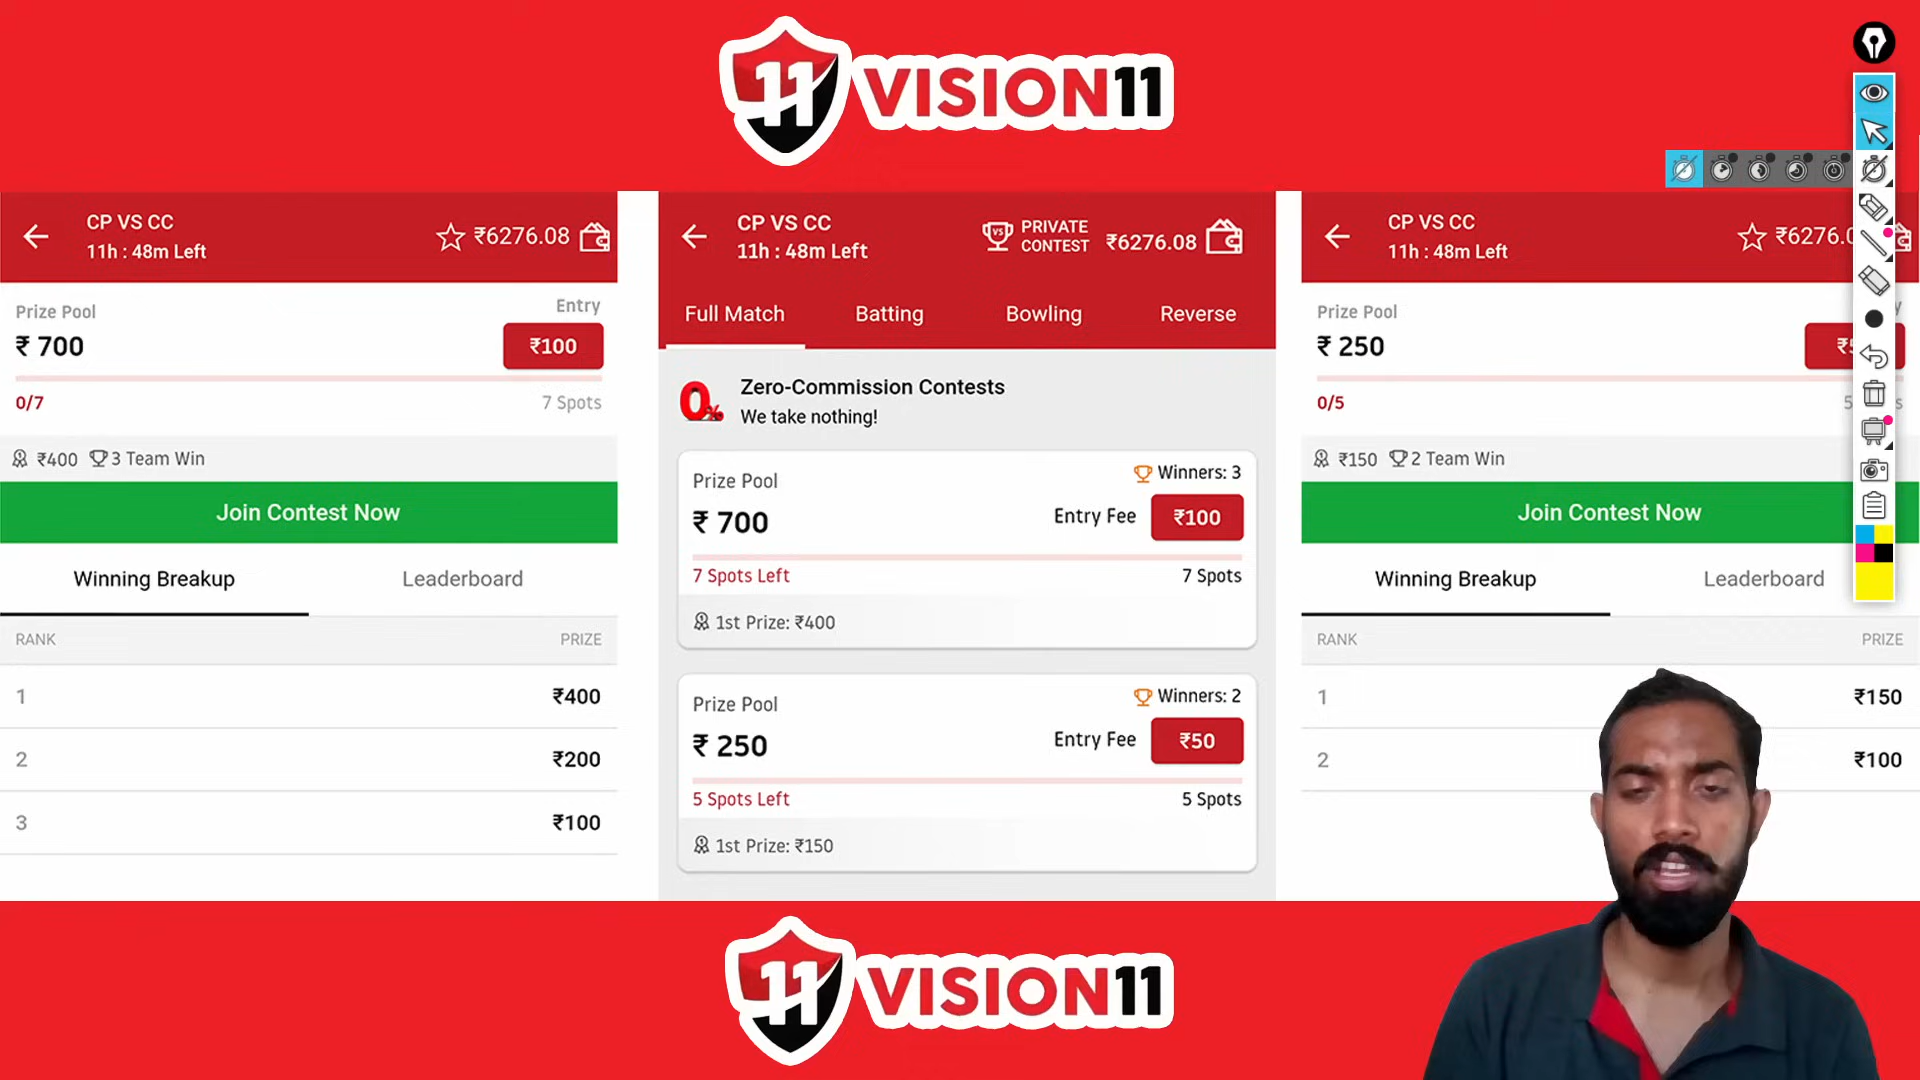 11 VISION11
CP VS CC
11h : 48m Left
₹6276.08
Prize Pool
Entry
₹ 700
₹100
0/7
7 Spots
₹400 3 Team Win
Join Contest Now
Winning Breakup
Leaderboard
RANK
PRIZE
1
₹400
2
₹200
3
₹100
CP VS CC
11h : 48m Left
VS
PRIVATE
CONTEST
₹6276.08
Full Match
Batting
Bowling
Reverse
0%
Zero-Commission Contests
We take nothing!
Prize Pool
Winners: 3
₹ 700
Entry Fee
₹100
7 Spots Left
7 Spots
1st Prize: ₹400
Prize Pool
Winners: 2
₹ 250
Entry Fee
₹50
5 Spots Left
5 Spots
1st Prize: ₹150
CP VS CC
11h : 48m Left
Prize Pool
₹ 250
0/5
₹150 2 Team Win
Join Contest Now
Winning Breakup
Leaderboard
RANK
PRIZE
1
₹150
2
₹100
11 VISION11